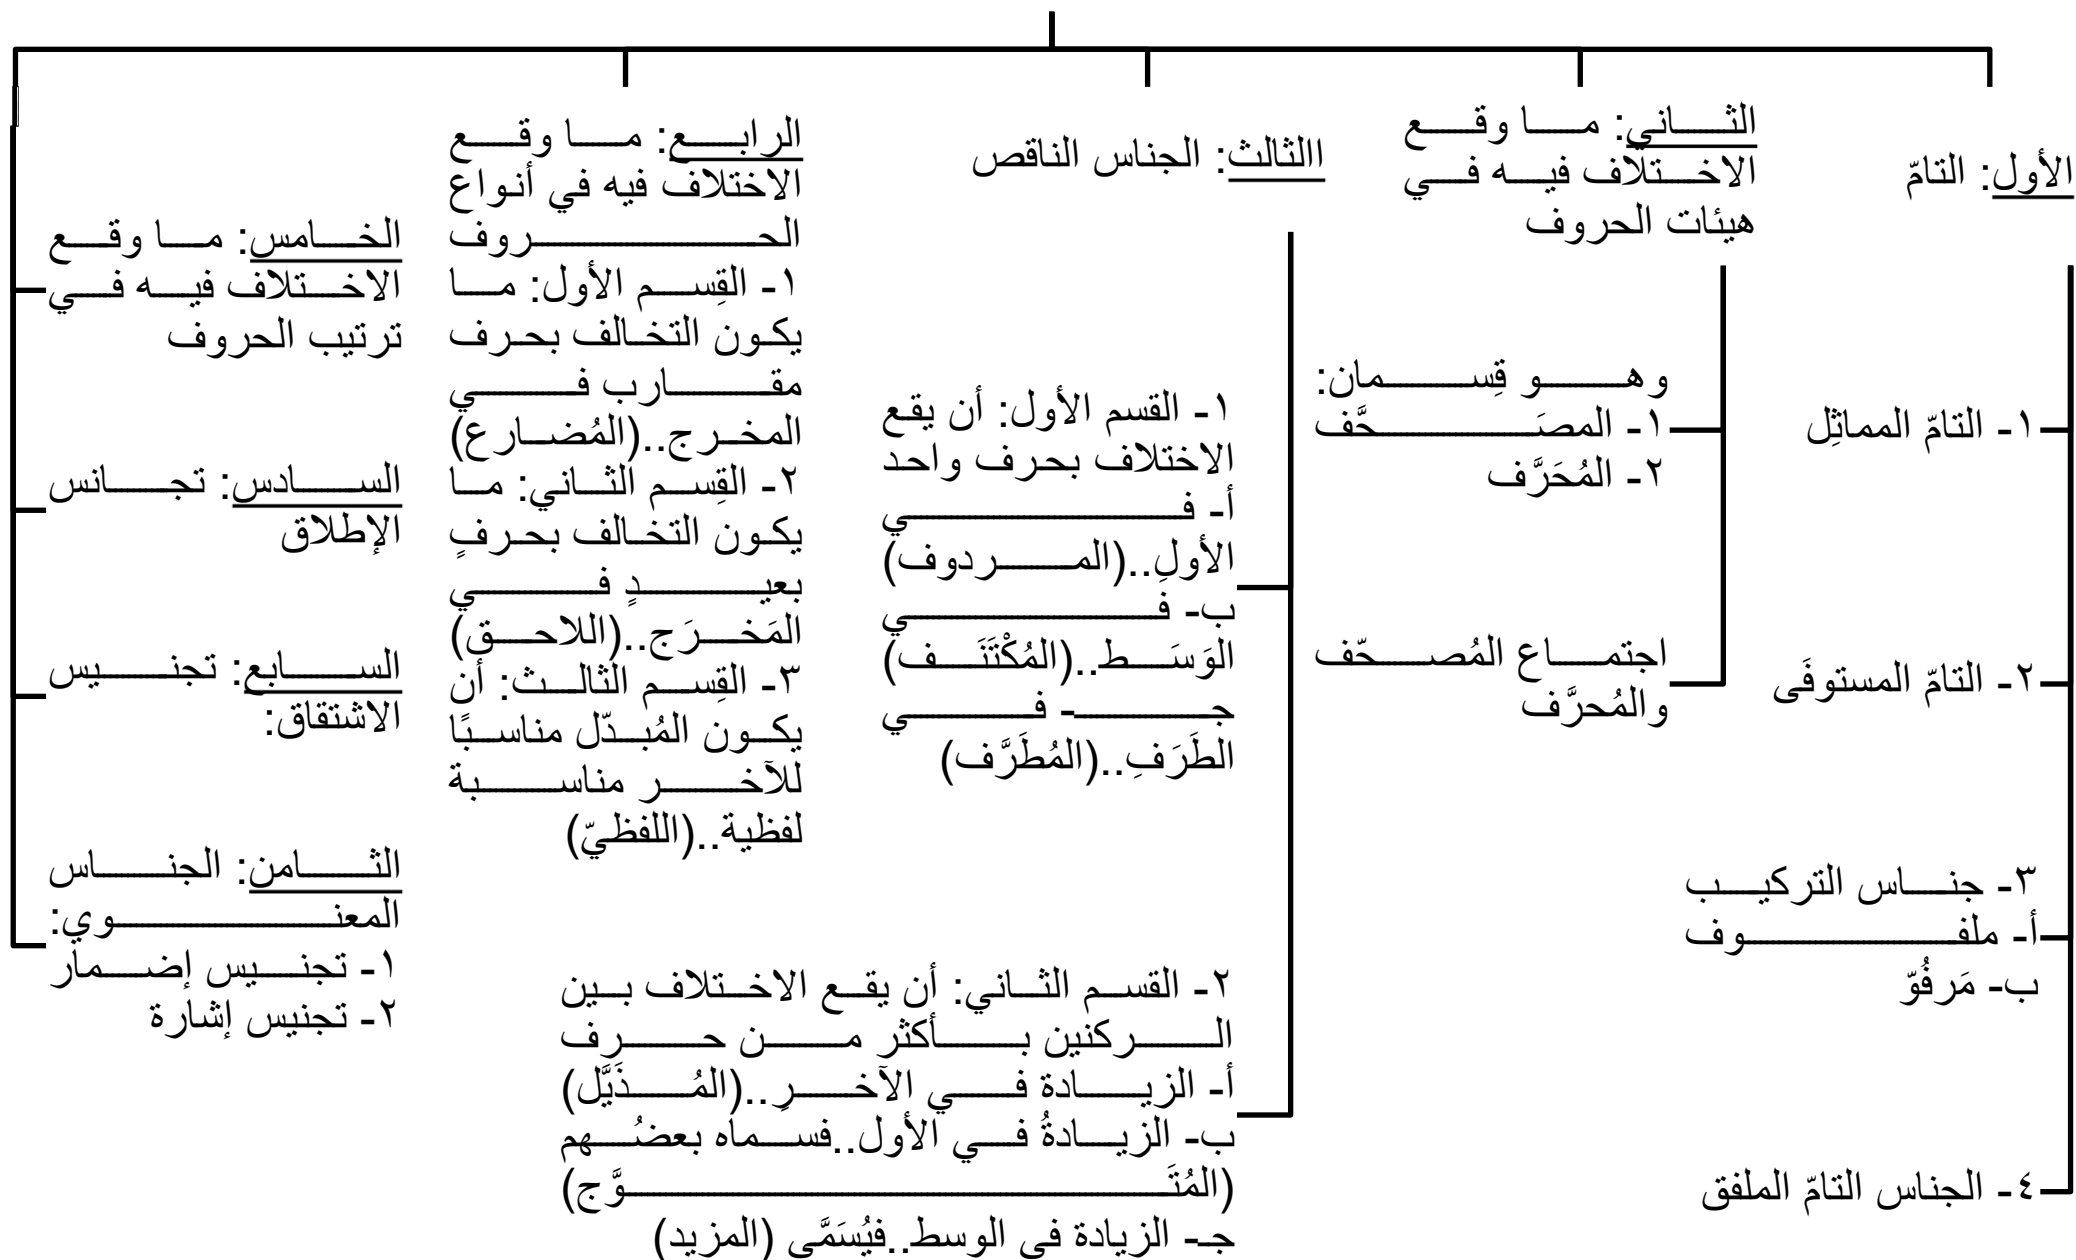 الأول: التامّ
١- التامّ المماثِل
٢- التامّ المستوفَى
٣- جناس التركيب
أ- ملفوف
ب- مَرفُوّ
٤- الجناس التامّ الملفق
الثاني: ما وقع
الاختلاف فيه في
هيئات الحروف
وهو قِسمان:
١- المصَحَّف
٢- المُحَرَّف
اجتماع المُصحّف
والمُحرَّف
االثالث: الجناس الناقص
١- القسم الأول: أن يقع
الاختلاف بحرف واحد
أ- في
الأولِ..(المردوف)
ب- في
الوَسَط..(المُكْتَنَف)
جـ- في
الطَرَفِ..(المُطَرَّف)
٢- القسم الثاني: أن يقع الاختلاف بين
الركنين بأكثر من حرف
أ- الزيادة في الآخرِ..(المُذَيَّل)
ب- الزيادةُ في الأول..فسماه بعضُهم
(المُتَوَّج)
جـ- الزيادة في الوسط..فيُسَمَّى (المزيد)
الرابع: ما وقع
الاختلاف فيه في أنواع
الحروف
١- القِسم الأول: ما
يكون التخالف بحرف
مقارب في
المخرج..(المُضارع)
٢- القِسم الثاني: ما
يكون التخالف بحرفٍ
بعيدٍ في
المَخرَج..(اللاحق)
٣- القِسم الثالث: أن
يكون المُبدّل مناسبًا
للآخر مناسبة
لفظية..(اللفظيّ)
الخامس: ما وقع
الاختلاف فيه في
ترتيب الحروف
السادس: تجانس
الإطلاق
السابع: تجنيس
الاشتقاق:
الثامن: الجناس
المعنوي:
١- تجنيس إضمار
٢- تجنيس إشارة